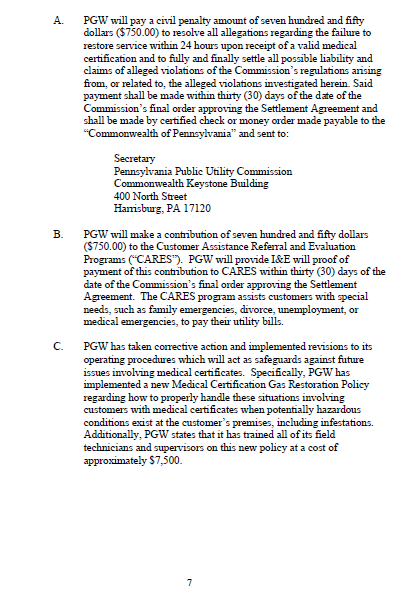 A. PGW will pay a civil penalty amount of seven hundred and fifty
dollars ($750.00) to resolve all allegations regarding the failure to
restore service within 24 hours upon receipt of a valid medical
certification and to fully and finally settle all possible liability and
claims of alleged violations of the Commission's regulations arising
from, or related to, the alleged violations investigated herein. Said
payment shall be made within thirty (30) days of the date of the
Commission's final order approving the Settlement Agreement and
shall be made by certified check or money order made payable to the
"Commonwealth of Pennsylvania" and sent to:
Secretary
Pennsylvania Public Utility Commission
Commonwealth Keystone Building
400 North Street
Harrisburg, PA 17120
B. PGW will make a contribution of seven hundred and fifty dollars
($750.00) to the Customer Assistance Referral and Evaluation
Programs ("CARES"). PGW will provide I&E will proof of
payment of this contribution to CARES within thirty (30) days of the
date of the Commission's final order approving the Settlement
Agreement. The CARES program assists customers with special
needs, such as family emergencies, divorce, unemployment, or
medical emergencies, to pay their utility bills.
C. PGW has taken corrective action and implemented revisions to its
operating procedures which will act as safeguards against future
issues involving medical certificates. Specifically, PGW has
implemented a new Medical Certification Gas Restoration Policy
regarding how to properly handle these situations involving
customers with medical certificates when potentially hazardous
conditions exist at the customer's premises, including infestations.
Additionally, PGW states that it has trained all of its field
technicians and supervisors on this new policy at a cost of
approximately $7,500.
7